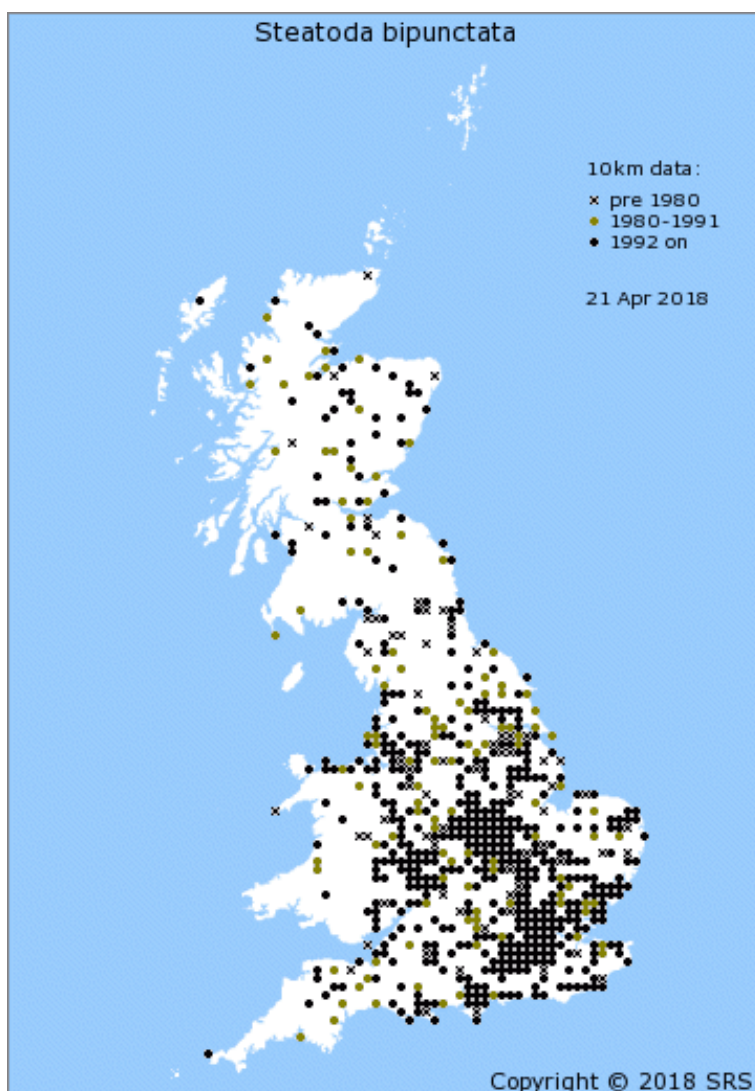 Steatoda bipunctata
10km data:
pre 1980
1980-1991
1992 on
21 Apr 2018
Copyright © 2018 SRS